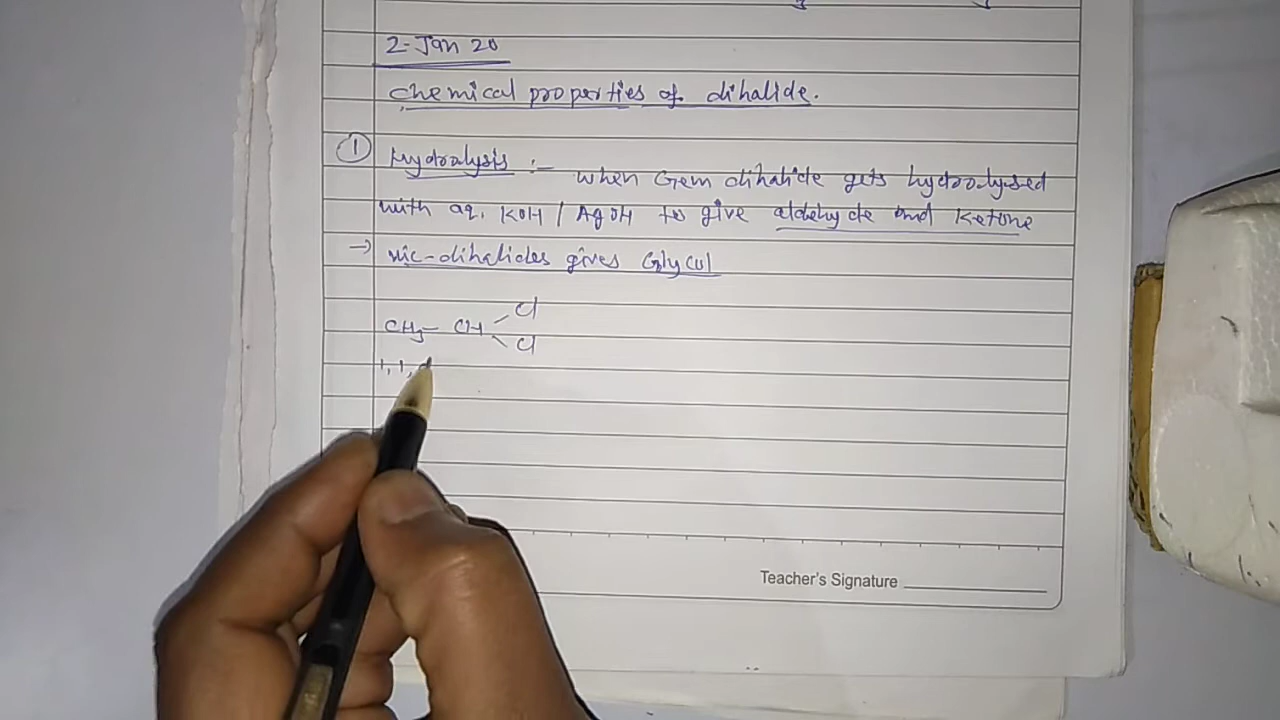 2-Jan 20
Chemical properties of dihalide.
① Hydrolysis :- when Gem dihalide gets hydrolysed
with aq. KOH / AgOH to give aldehyde and Ketone
→ vic-dihalides gives Glycol
Cl
CH3- CH
Cl
1,1,
Teacher's Signature